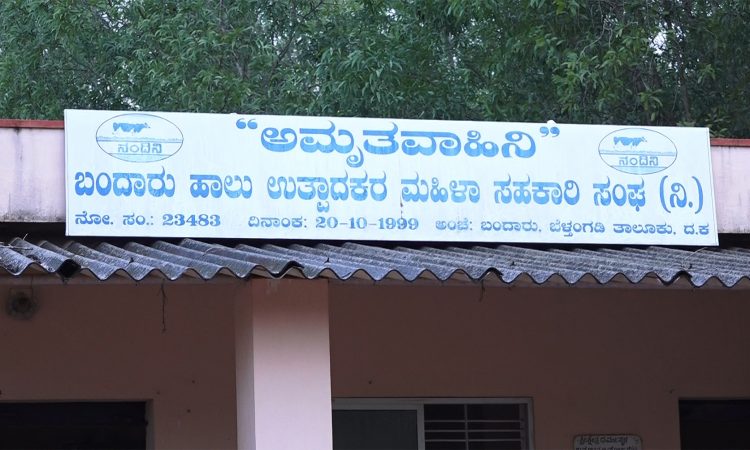 “ಅಮೃತವಾಹಿನಿ”
ನಂದಿನಿ
ನಂದಿನಿ
ಬಂದಾರು ಹಾಲು ಉತ್ಪಾದಕರ ಮಹಿಳಾ ಸಹಕಾರಿ ಸಂಘ (ನಿ.)
ನೋ. ಸಂ.: 23483 ದಿನಾಂಕ: 20-10-1999 ಅಂಚೆ: ಬಂದಾರು, ಬೆಳ್ತಂಗಡಿ ತಾಲೂಕು, ದ.ಕ